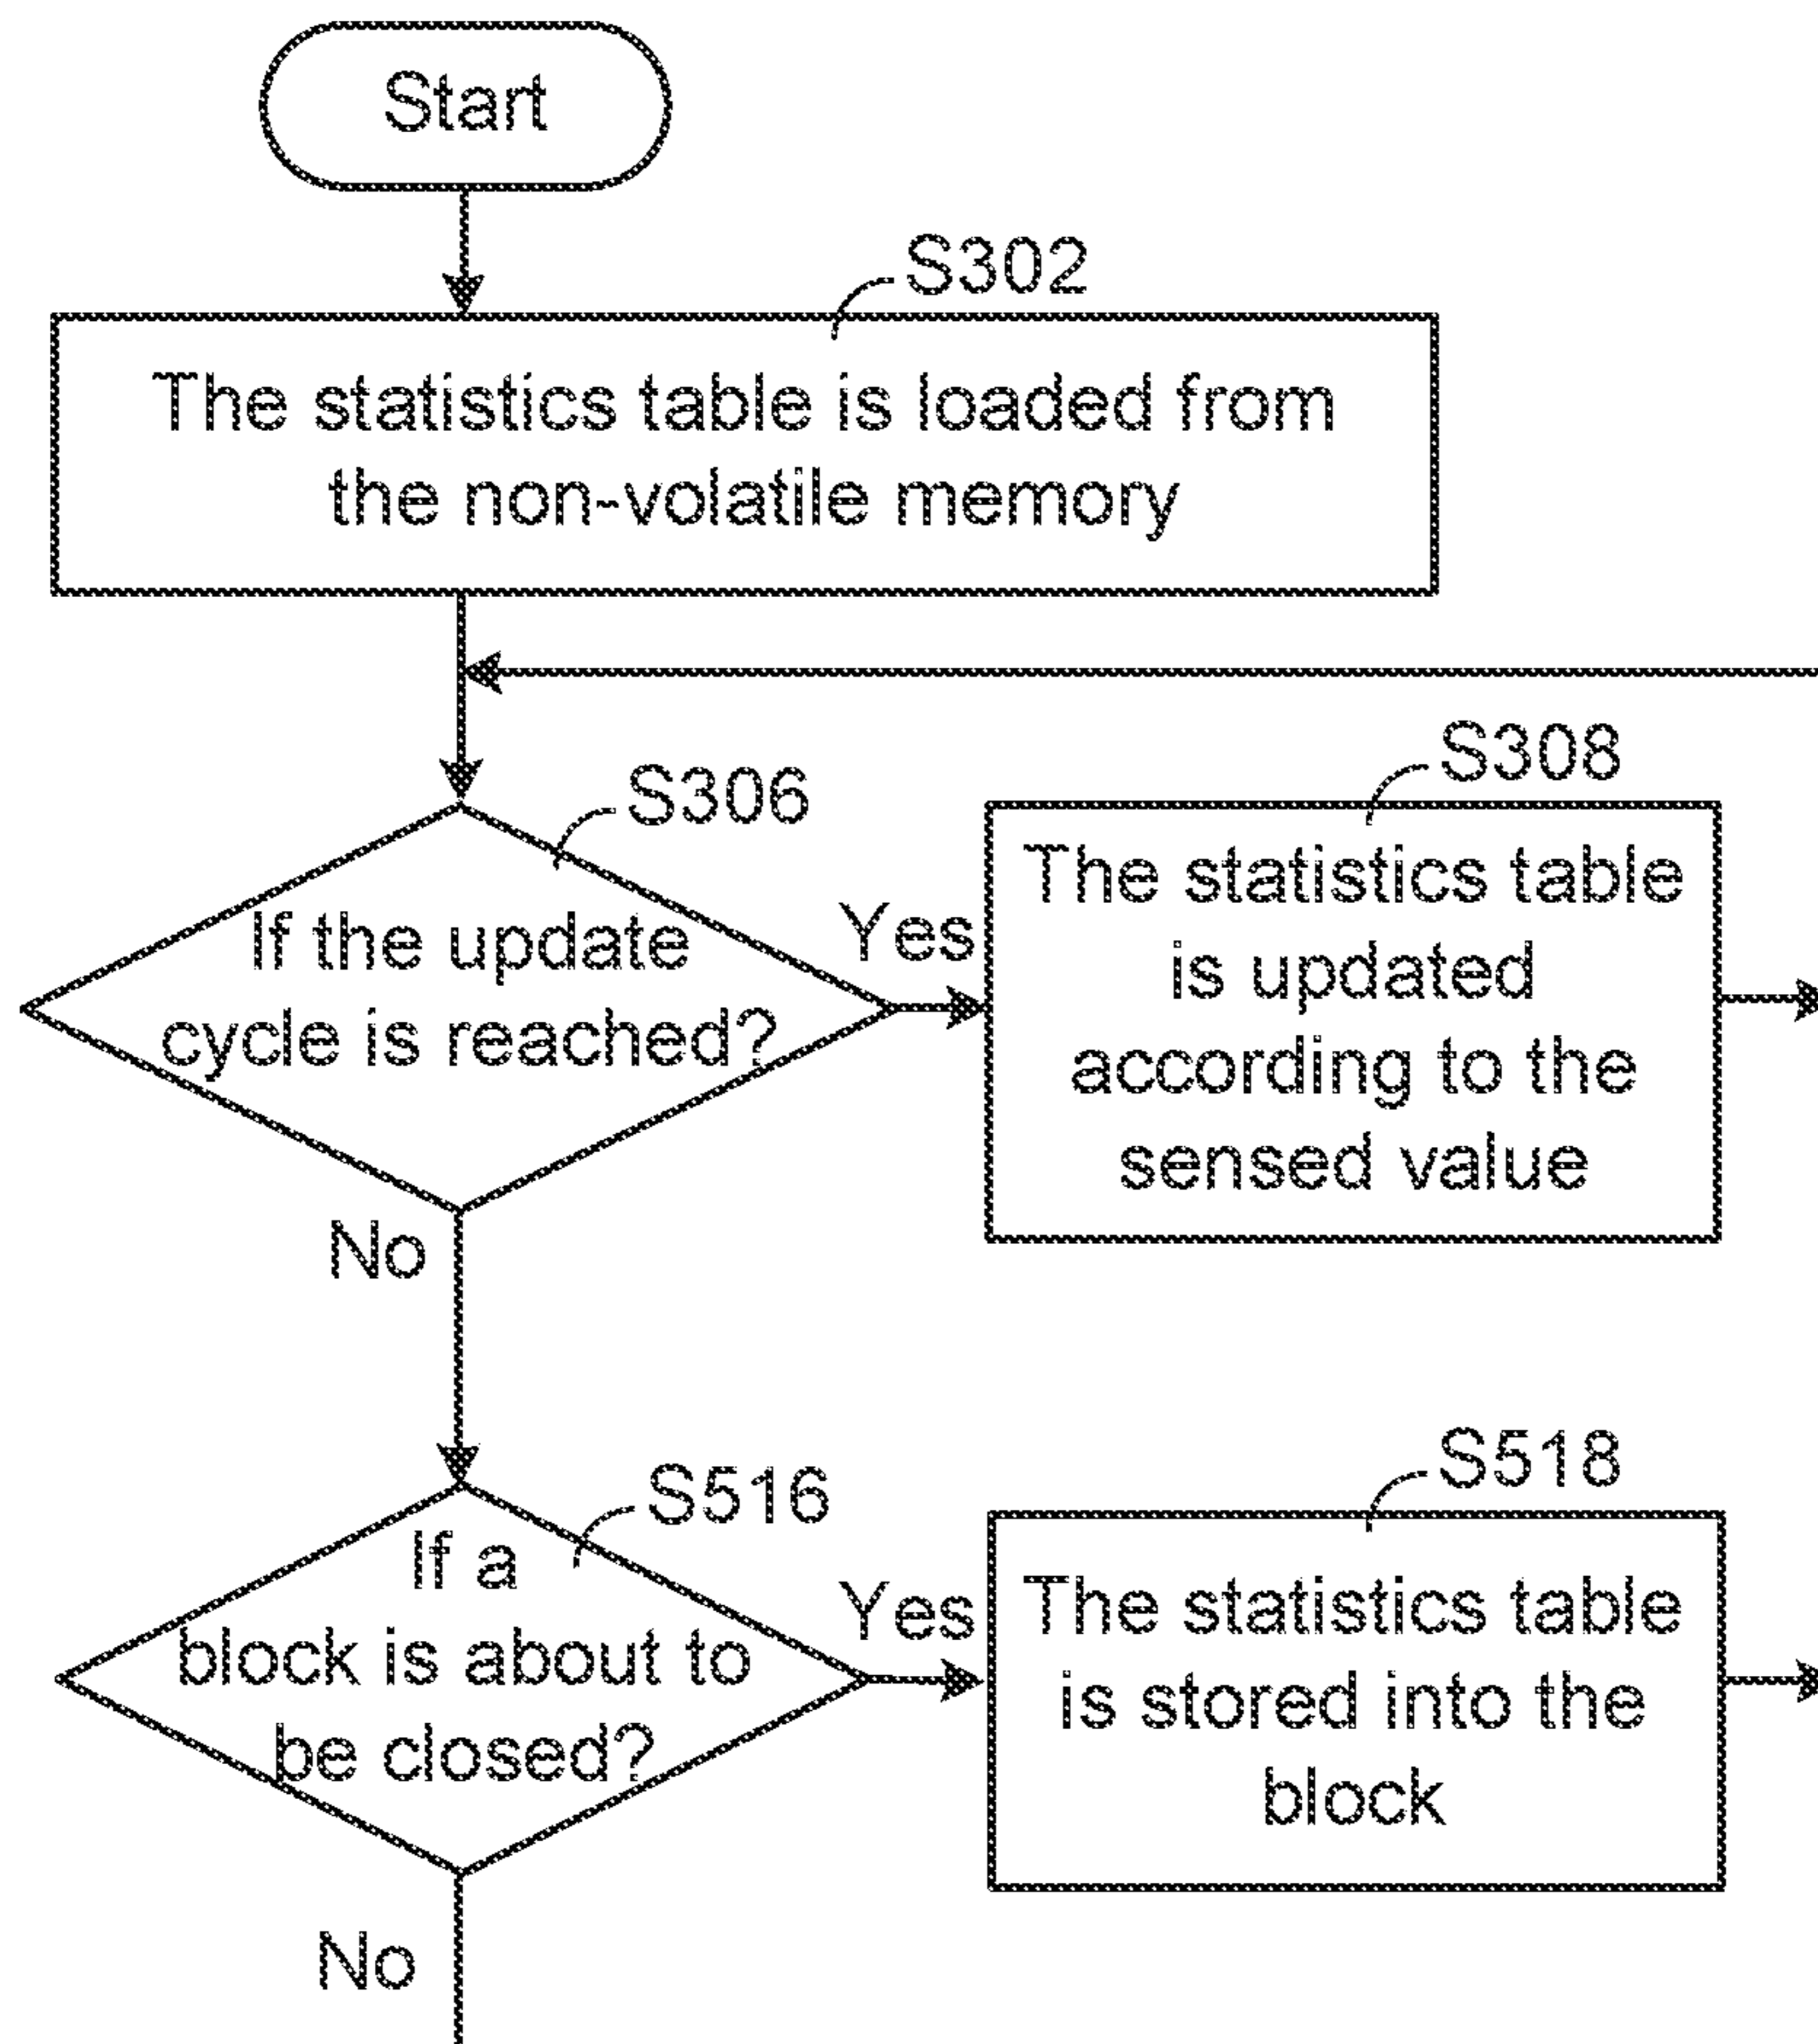 Start
S302
The statistics table is loaded from
the non-volatile memory
S306
If the update
cycle is reached?
Yes
S308
The statistics table
is updated
according to the
sensed value
No
S516
If a
block is about to
be closed?
Yes
S518
The statistics table
is stored into the
block
No